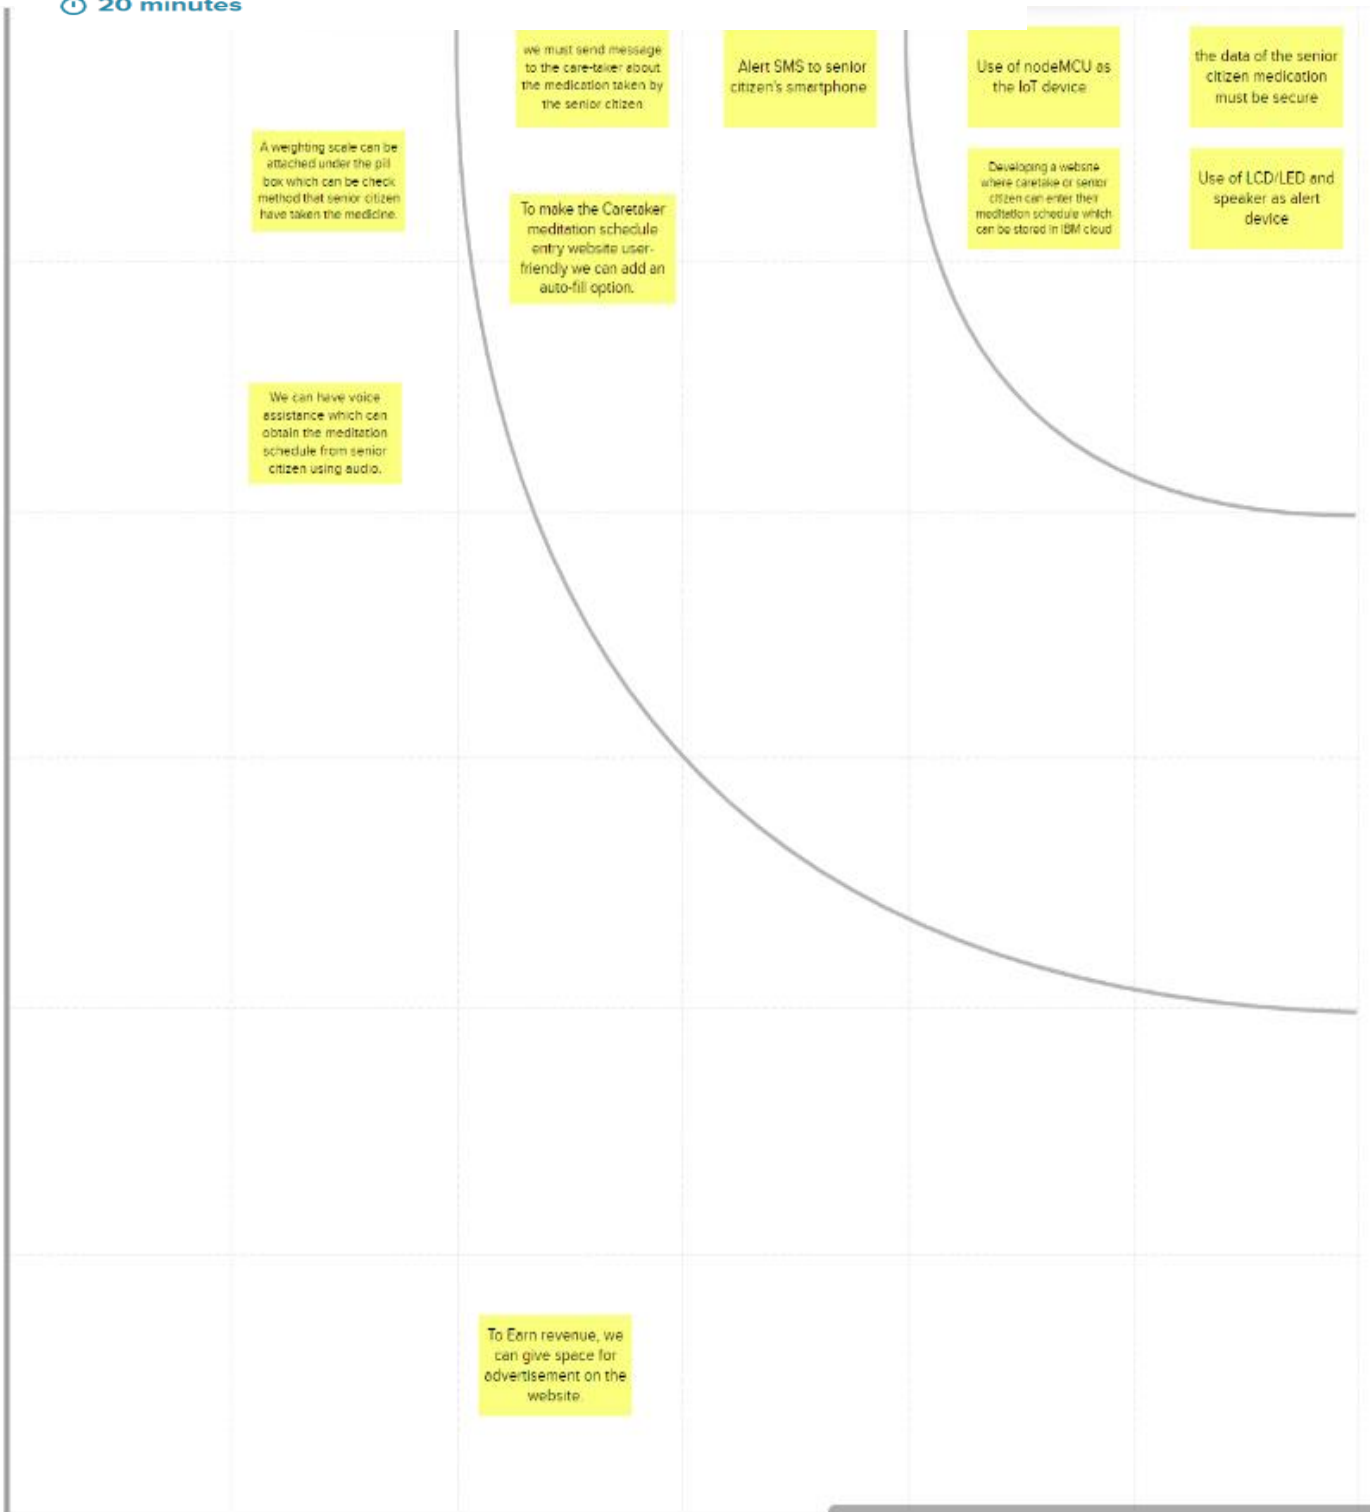 20 minutes
we must send message
to the care-taker about
the medication taken by
the senior citizen
Alert SMS to senior
citizen's smartphone
Use of nodeMCU as
the IoT device
the data of the senior
citizen medication
must be secure
A weighting scale can be
attached under the pill
box which can be check
method that senior citizen
have taken the medicine.
Developing a website
where caretake or senior
citizen can enter their
meditation schedule which
can be stored in IBM cloud
Use of LCD/LED and
speaker as alert
device
To make the Caretaker
meditation schedule
entry website user-
friendly we can add an
auto-fill option.
We can have voice
assistance which can
obtain the meditation
schedule from senior
citizen using audio.
To Earn revenue, we
can give space for
advertisement on the
website.